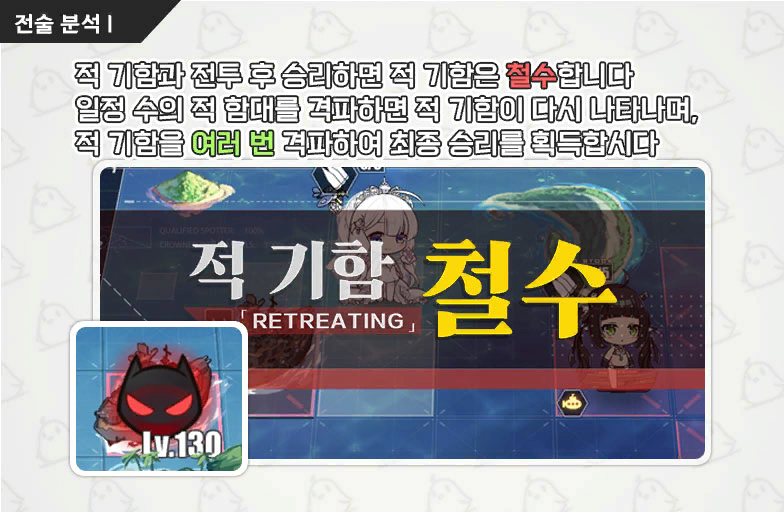 전술 분석 I
적 기함과 전투 후 승리하면 적 기함은 철수합니다
일정 수의 적 함대를 격파하면 적 기함이 다시 나타나며,
적 기함을 여러 번 격파하여 최종 승리를 획득합시다
QUALIFIED SPOTTER: 100%
적 기함 철수
「RETREATING」
Lv.130